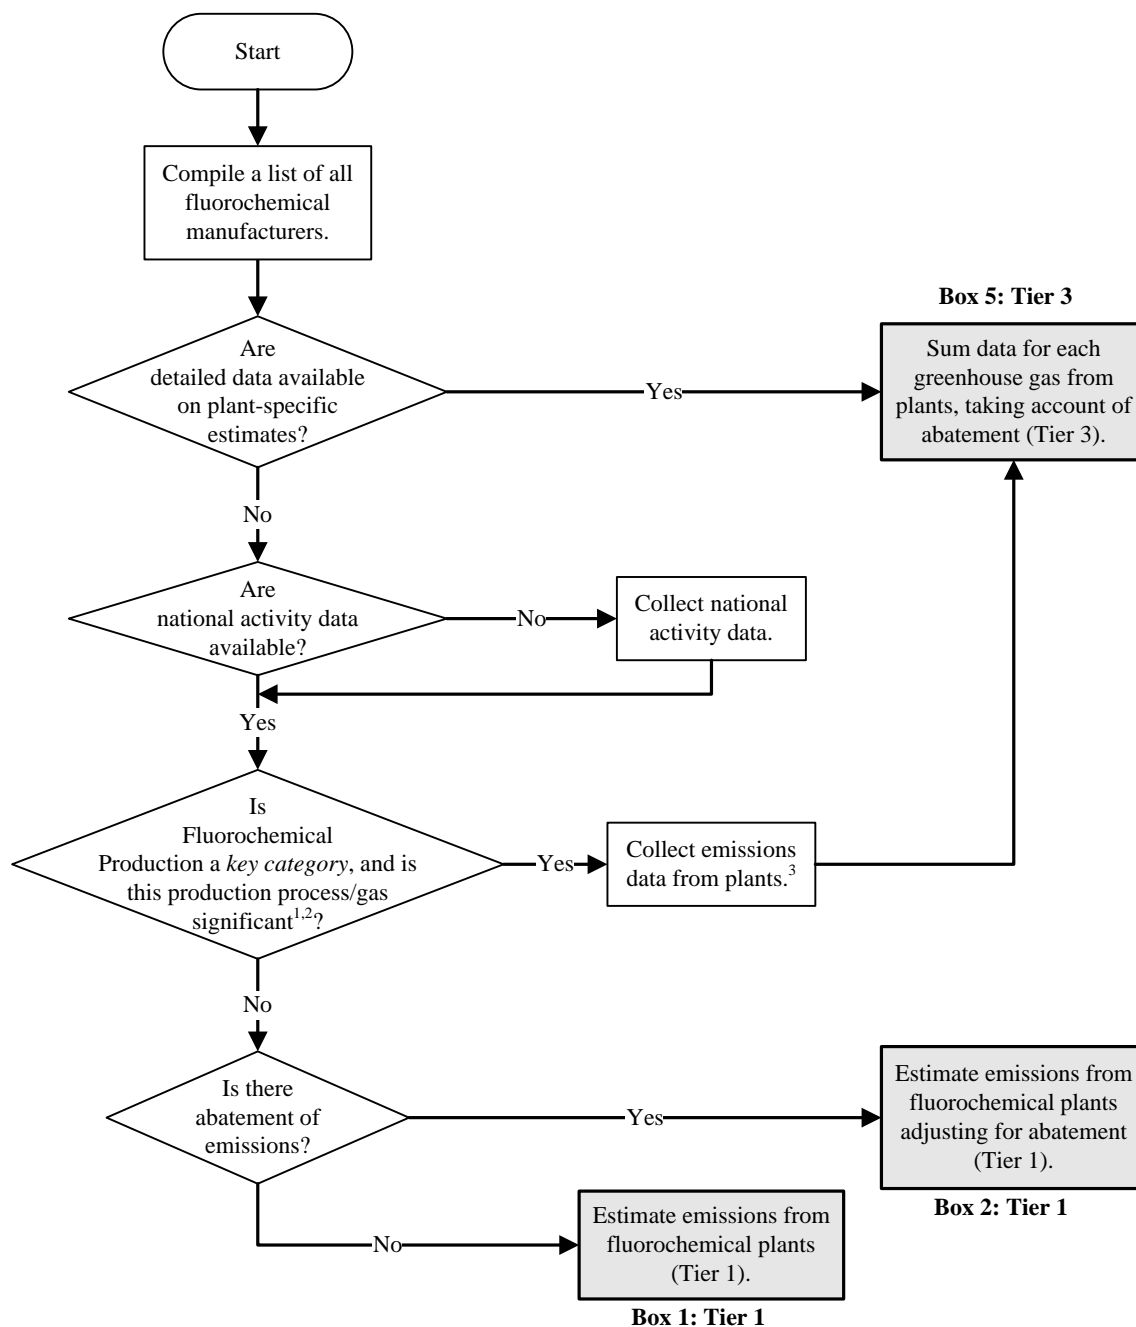 Start
Compile a list of all
fluorochemical
manufacturers.
Box 5: Tier 3
Are
detailed data available
on plant-specific
estimates?
Yes
Sum data for each
greenhouse gas from
plants, taking account of
abatement (Tier 3).
No
Are
national activity data
available?
No
Collect national
activity data.
Yes
Is
Fluorochemical
Production a key category, and is
this production process/gas
significant1,2?
Yes
Collect emissions
data from plants.3
No
Is there
abatement of
emissions?
Yes
Estimate emissions from
fluorochemical plants
adjusting for abatement
(Tier 1).
Box 2: Tier 1
No
Estimate emissions from
fluorochemical plants
(Tier 1).
Box 1: Tier 1